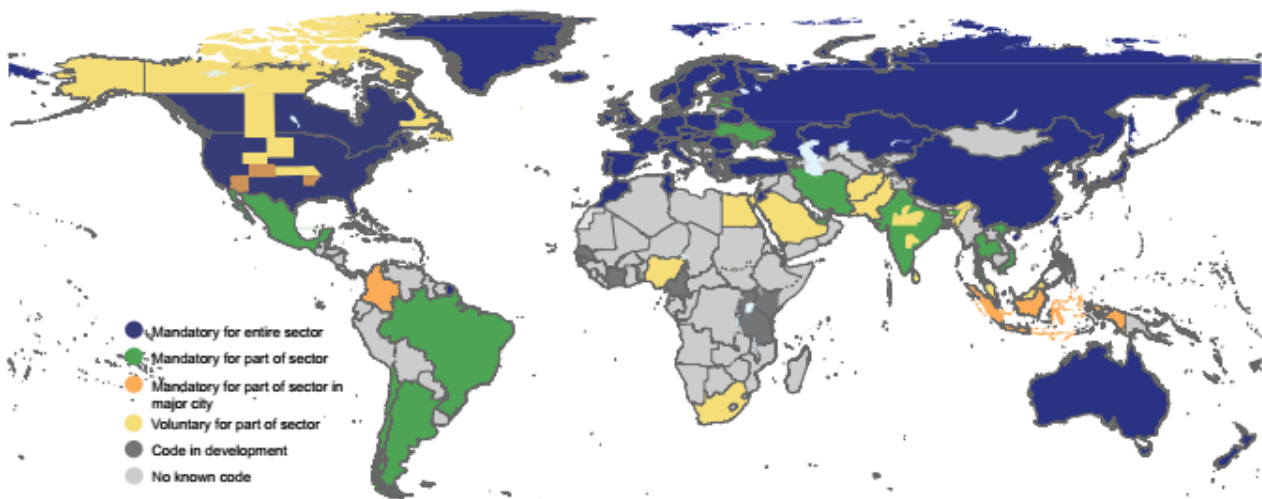 Mandatory for entire sector
Mandatory for part of sector
Mandatory for part of sector in
major city
Voluntary for part of sector
Code in development
No known code